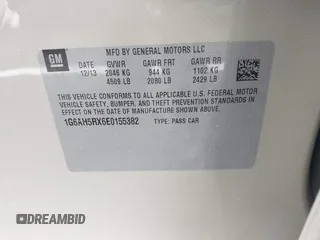 MFD BY GENERAL MOTORS LLC
GM
12/13 GVWR GAWR FRT GAWR RR
2046 KG 944 KG 1102 KG
4509 LB 2080 LB 2429 LB
THIS VEHICLE CONFORMS TO ALL APPLICABLE U.S. FEDERAL MOTOR
VEHICLE SAFETY, BUMPER, AND THEFT PREVENTION STANDARDS
IN EFFECT ON THE DATE OF MANUFACTURE SHOWN ABOVE.
1G6AH5RX6E0155382 TYPE: PASS CAR
DREAMBID